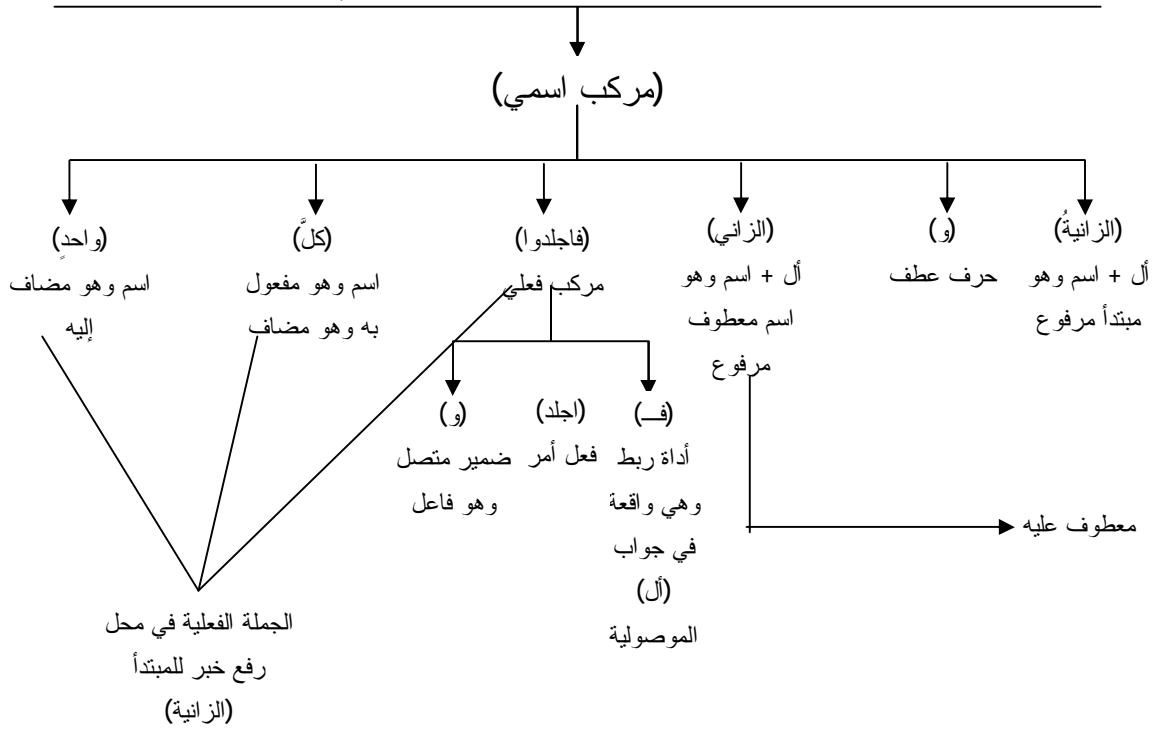 (مركب اسمي)
(الزانيةُ)
أل + اسم وهو
مبتدأ مرفوع
(و)
حرف عطف
(الزاني)
أل + اسم وهو
اسم معطوف
مرفوع
(فاجلدوا)
مركب فعلي
(كلَّ)
اسم وهو مفعول
به وهو مضاف
(واحدٍ)
اسم وهو مضاف
إليه
(فــ)
أداة ربط
وهي واقعة
في جواب
(أل)
الموصولية
(اجلد)
فعل أمر
(و)
ضمير متصل
وهو فاعل
معطوف عليه
الجملة الفعلية في محل
رفع خبر للمبتدأ
(الزانية)